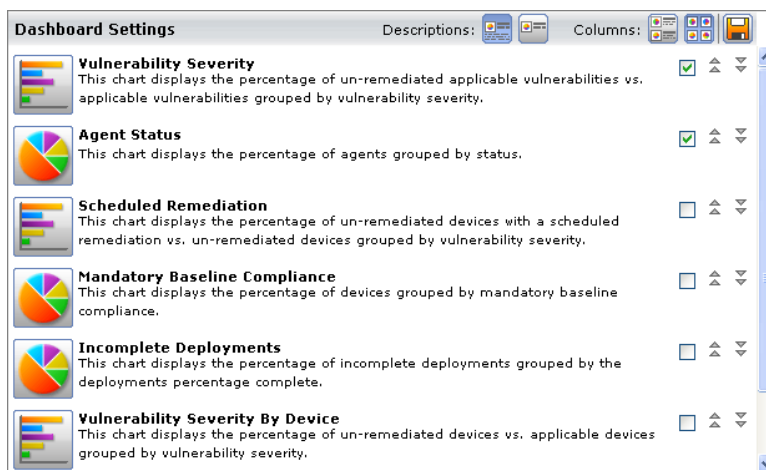 Dashboard Settings Descriptions: Columns:
Vulnerability Severity
This chart displays the percentage of un-remediated applicable vulnerabilities vs.
applicable vulnerabilities grouped by vulnerability severity.
Agent Status
This chart displays the percentage of agents grouped by status.
Scheduled Remediation
This chart displays the percentage of un-remediated devices with a scheduled
remediation vs. un-remediated devices grouped by vulnerability severity.
Mandatory Baseline Compliance
This chart displays the percentage of devices grouped by mandatory baseline
compliance.
Incomplete Deployments
This chart displays the percentage of incomplete deployments grouped by the
deployments percentage complete.
Vulnerability Severity By Device
This chart displays the percentage of un-remediated devices vs. applicable devices
grouped by vulnerability severity.